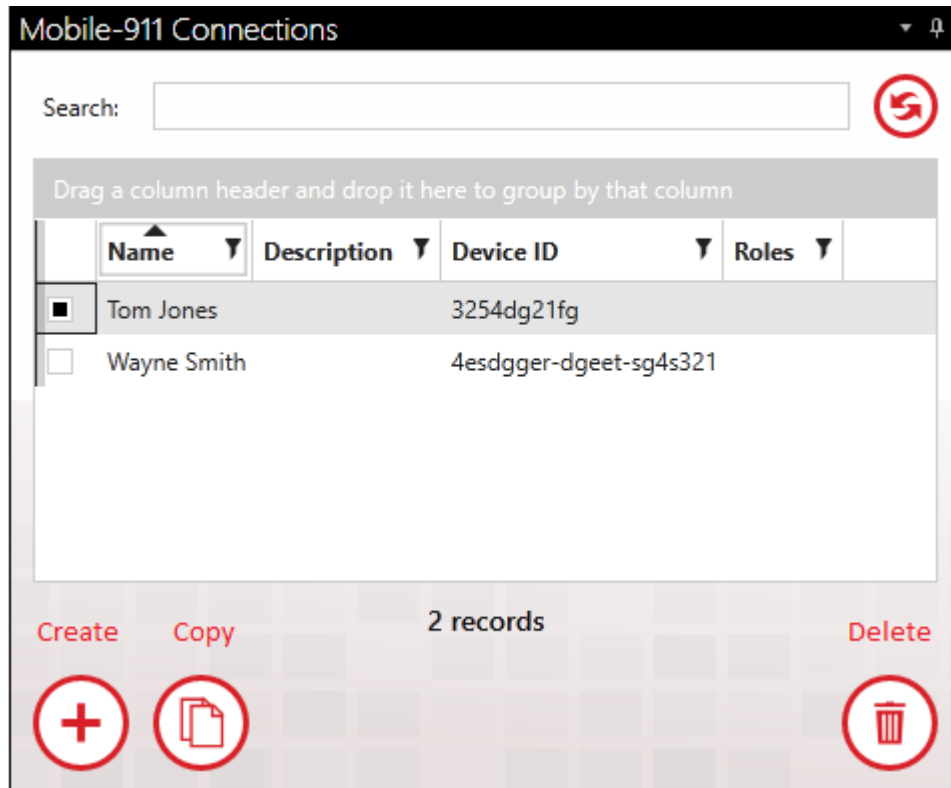 Mobile-911 Connections
Search:
Drag a column header and drop it here to group by that column
Name Description Device ID Roles
Tom Jones 3254dg21fg
Wayne Smith 4esdgger-dgeet-sg4s321
2 records
Create Copy Delete